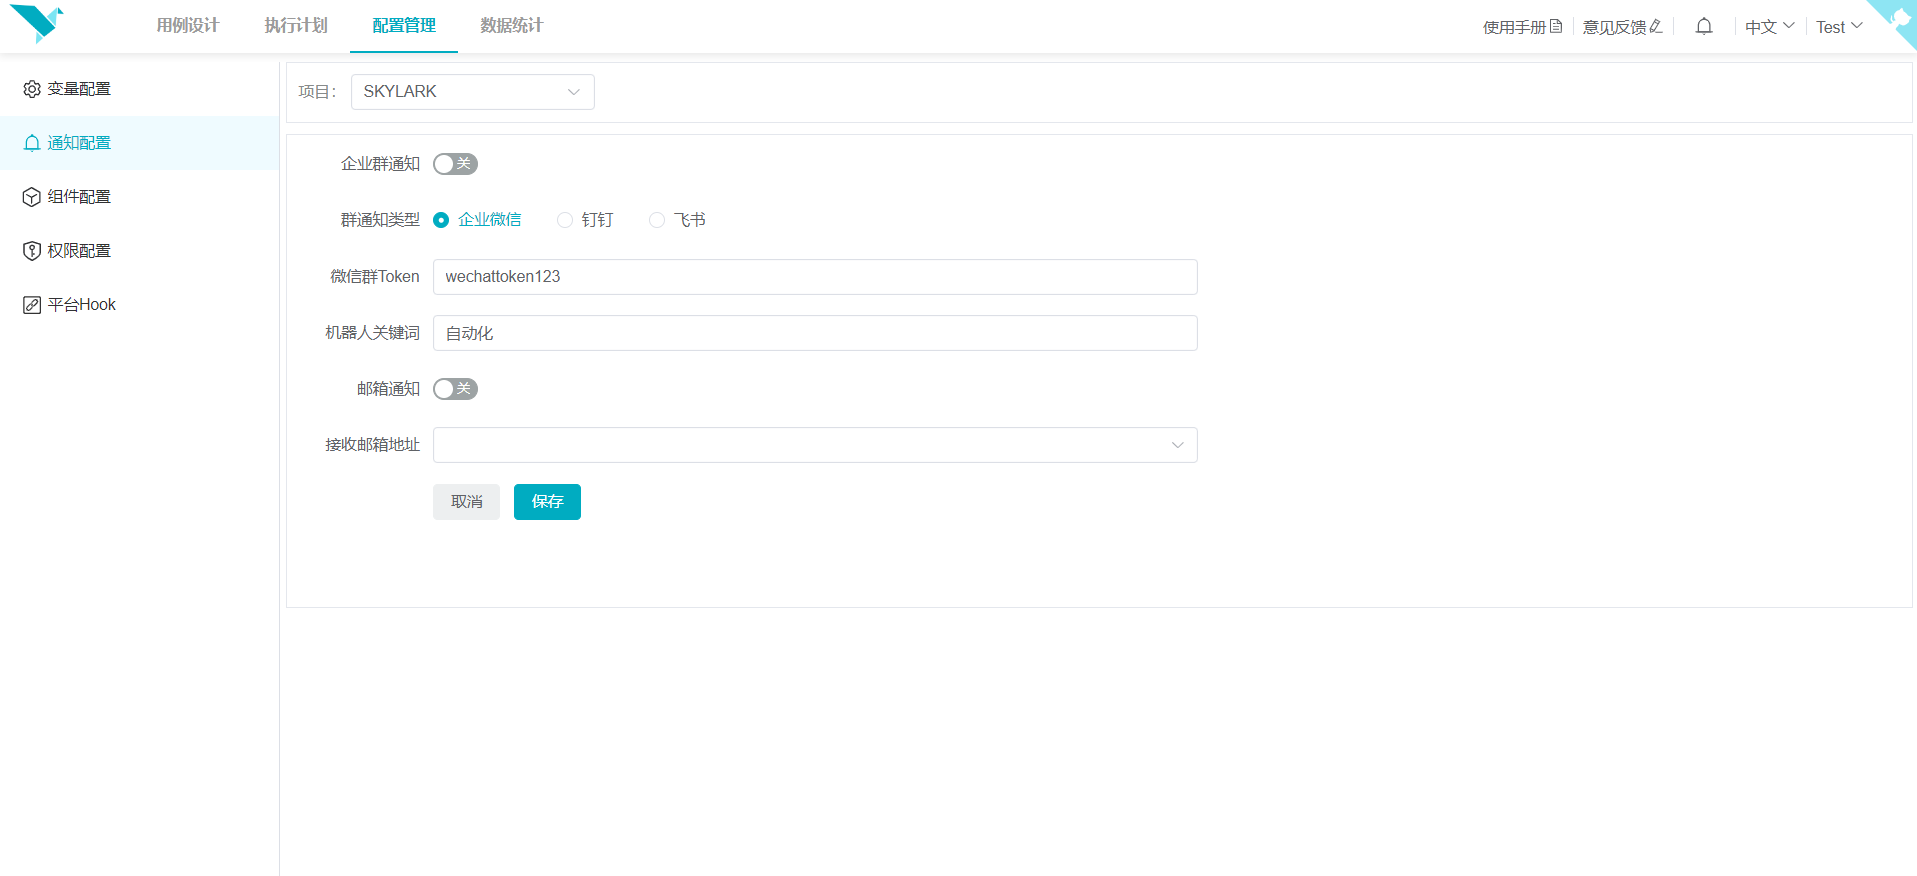 用例设计 执行计划 配置管理 数据统计 使用手册 意见反馈 中文 Test
变量配置
通知配置
组件配置
权限配置
平台Hook
项目： SKYLARK
企业群通知 关
群通知类型 企业微信 钉钉 飞书
微信群Token wechattoken123
机器人关键词 自动化
邮箱通知 关
接收邮箱地址
取消 保存